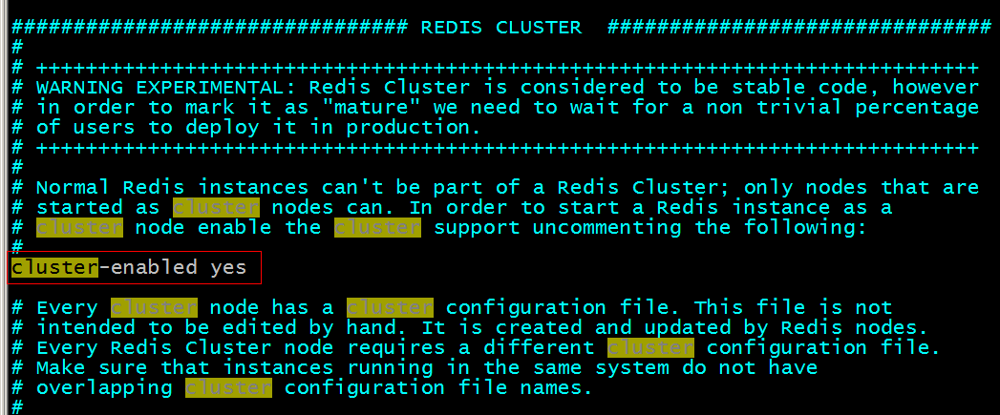 ################################ REDIS CLUSTER  ###############################
#
# ++++++++++++++++++++++++++++++++++++++++++++++++++++++++++++++++++++++++++++
# WARNING EXPERIMENTAL: Redis Cluster is considered to be stable code, however
# in order to mark it as "mature" we need to wait for a non trivial percentage
# of users to deploy it in production.
# ++++++++++++++++++++++++++++++++++++++++++++++++++++++++++++++++++++++++++++
#
# Normal Redis instances can't be part of a Redis Cluster; only nodes that are
# started as cluster nodes can. In order to start a Redis instance as a
# cluster node enable the cluster support uncommenting the following:
#
cluster-enabled yes
# Every cluster node has a cluster configuration file. This file is not
# intended to be edited by hand. It is created and updated by Redis nodes.
# Every Redis Cluster node requires a different cluster configuration file.
# Make sure that instances running in the same system do not have
# overlapping cluster configuration file names.
#